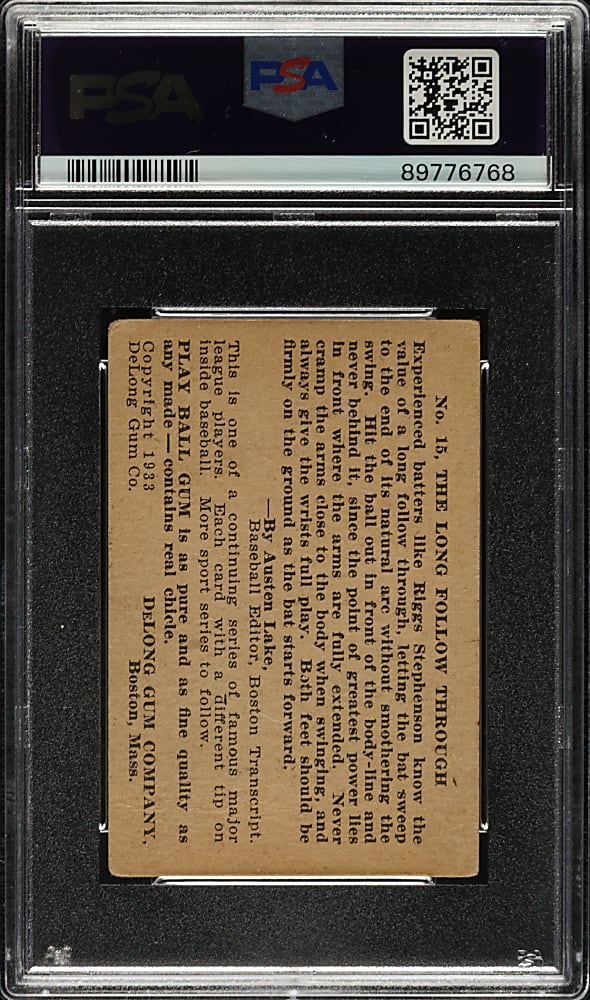 PSA
PSA
89776768
No. 15, THE LONG FOLLOW THROUGH
Experienced batters like Riggs Stephenson know the
value of a long follow through, letting the bat sweep
to the end of its natural arc without smothering the
swing. Hit the ball out in front of the body-line and
never behind it, since the point of greatest power lies
in front where the arms are fully extended. Never
cramp the arms close to the body when swinging, and
always give the wrists full play. Both feet should be
firmly on the ground as the bat starts forward
—By Austen Lake,
Baseball Editor, Boston Transcript.
This is one of a continuing series of famous major
league players. Each card with a different tip on
inside baseball. More sport series to follow.
PLAY BALL GUM is as pure and as fine quality as
any made — contains real chicle.
Copyright 1933
DeLong Gum Co.
DELONG GUM COMPANY,
Boston, Mass.